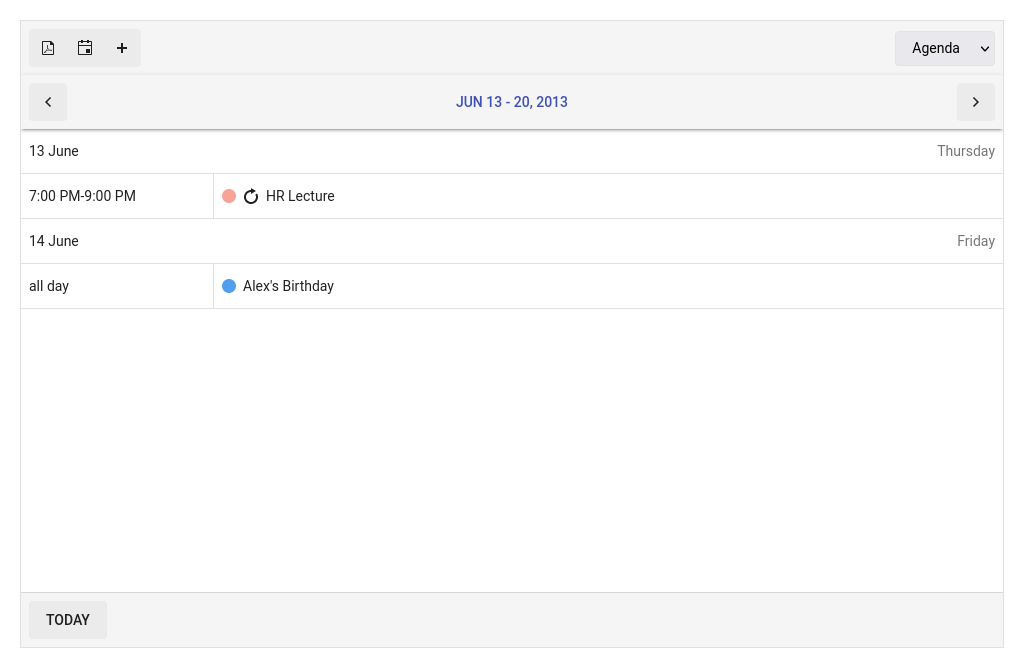 Agenda
JUN 13 - 20, 2013
13 June Thursday
7:00 PM-9:00 PM HR Lecture
14 June Friday
all day Alex's Birthday
TODAY